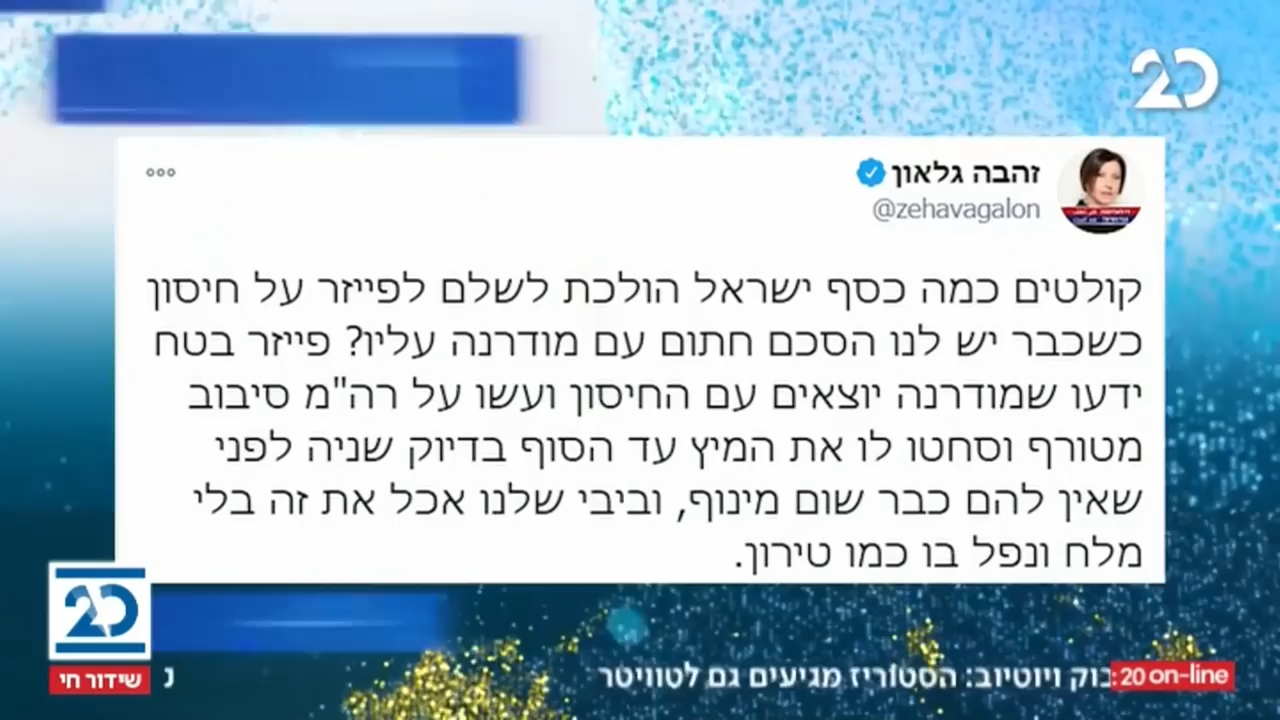 20
זהבה גלאון
@zehavagalon
קולטים כמה כסף ישראל הולכת לשלם לפייזר על חיסון
כשכבר יש לנו הסכם חתום עם מודרנה עליו? פייזר בטח
ידעו שמודרנה יוצאים עם החיסון ועשו על רה"מ סיבוב
מטורף וסחטו לו את המיץ עד הסוף בדיוק שניה לפני
שאין להם כבר שום מינוף, וביבי שלנו אכל את זה בלי
מלח ונפל בו כמו טירון.
20
שידור חי
20 on-line:
ויוטיוב: הסטוריז מגיעים גם לטוויטר